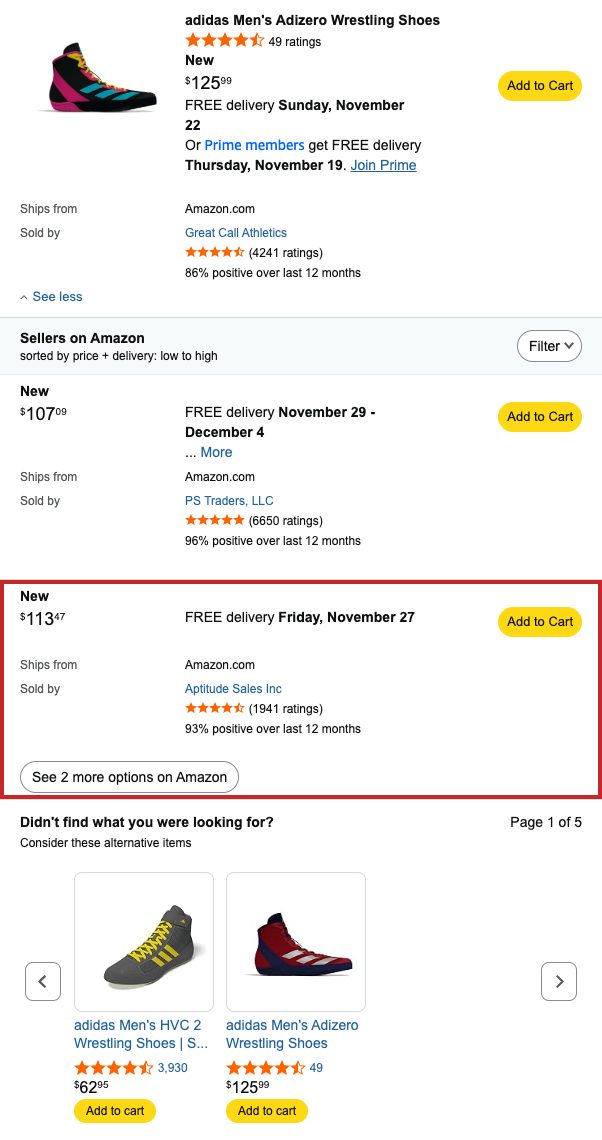 adidas Men's Adizero Wrestling Shoes
49 ratings
New
$125.99
FREE delivery Sunday, November
22
Or Prime members get FREE delivery
Thursday, November 19. Join Prime
Add to Cart
Ships from
Amazon.com
Sold by
Great Call Athletics
(4241 ratings)
86% positive over last 12 months
See less
Sellers on Amazon
sorted by price + delivery: low to high
Filter
New
$107.09
FREE delivery November 29 -
December 4
... More
Add to Cart
Ships from
Amazon.com
Sold by
PS Traders, LLC
(6650 ratings)
96% positive over last 12 months
New
$113.47
FREE delivery Friday, November 27
Add to Cart
Ships from
Amazon.com
Sold by
Aptitude Sales Inc
(1941 ratings)
93% positive over last 12 months
See 2 more options on Amazon
Didn't find what you were looking for?
Page 1 of 5
Consider these alternative items
adidas Men's HVC 2
Wrestling Shoes | S...
3,930
$62.95
Add to cart
adidas Men's Adizero
Wrestling Shoes
49
$125.99
Add to cart